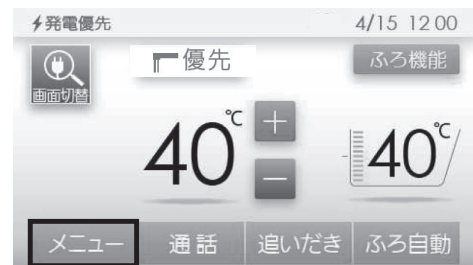 発電優先 4/15 12:00
優先 ふろ機能
画面切替
40℃ + 40℃
−
メニュー 通話 追いだき ふろ自動